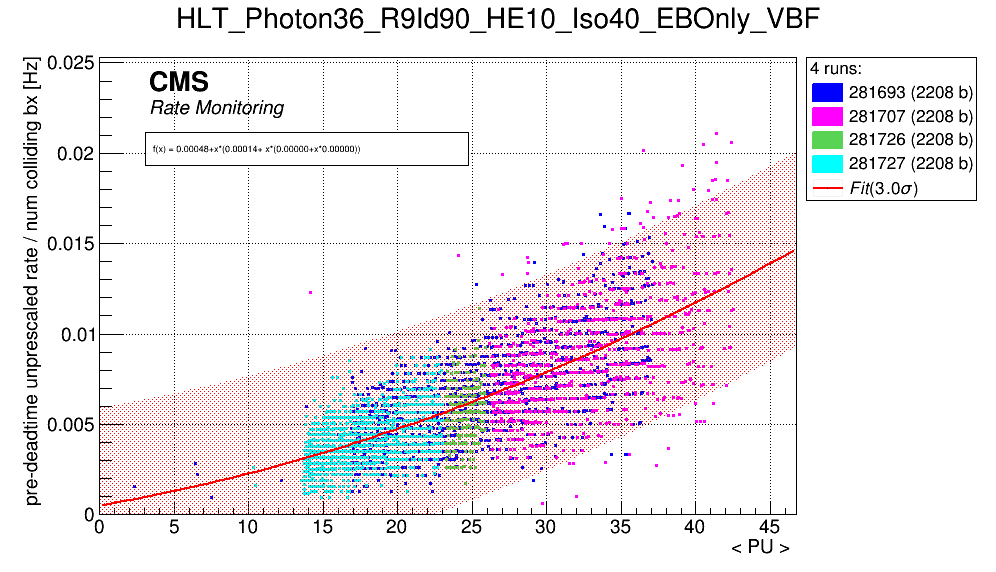 HLT_Photon36_R9Id90_HE10_Iso40_EBOnly_VBF
pre-deadtime unprescaled rate / num colliding bx [Hz]
0.025
0.02
0.015
0.01
0.005
0
CMS
Rate Monitoring
f(x) = 0.00048+x*(0.00014+ x*(0.00000+x*0.00000))
4 runs:
281693 (2208 b)
281707 (2208 b)
281726 (2208 b)
281727 (2208 b)
Fit(3.0σ)
0 5 10 15 20 25 30 35 40 45
< PU >